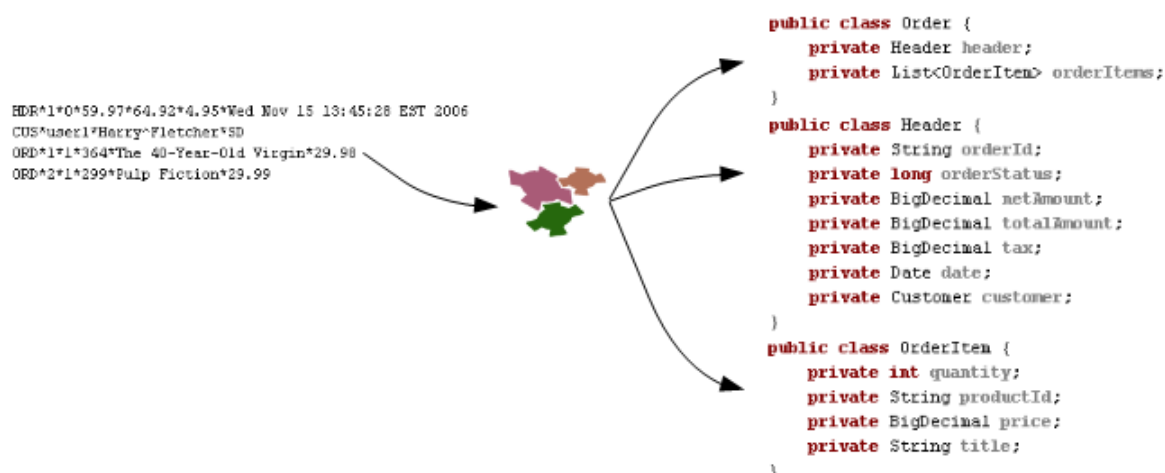 HDR*1*0*59.97*64.92*4.95*Wed Nov 15 13:45:28 EST 2006
CUS*user1*Harry^Fletcher*SD
ORD*1*1*364*The 40-Year-Old Virgin*29.98
ORD*2*1*299*Pulp Fiction*29.99
public class Order {
private Header header;
private List<OrderItem> orderItems;
}
public class Header {
private String orderId;
private long orderStatus;
private BigDecimal netAmount;
private BigDecimal totalAmount;
private BigDecimal tax;
private Date date;
private Customer customer;
}
public class OrderItem {
private int quantity;
private String productId;
private BigDecimal price;
private String title;
}